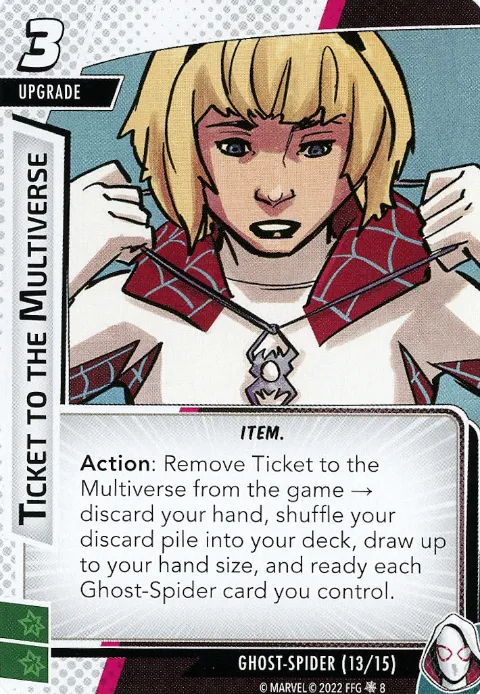 3
UPGRADE
TICKET TO THE MULTIVERSE
ITEM.
Action: Remove Ticket to the
Multiverse from the game →
discard your hand, shuffle your
discard pile into your deck, draw up
to your hand size, and ready each
Ghost-Spider card you control.
GHOST-SPIDER (13/15)
© MARVEL © 2022 FFG 8